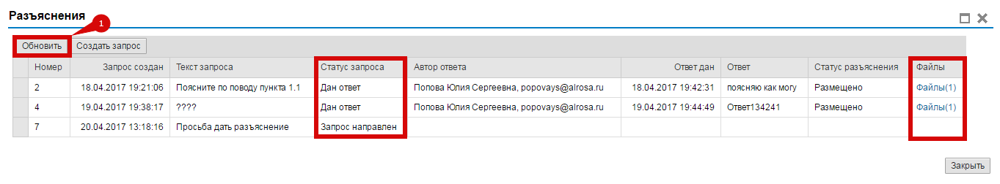 Разъяснения
1
Обновить Создать запрос
Номер Запрос создан Текст запроса Статус запроса Автор ответа Ответ дан Ответ Статус разъяснения Файлы
2 18.04.2017 19:21:06 Поясните по поводу пункта 1.1 Дан ответ Попова Юлия Сергеевна, popovays@alrosa.ru 18.04.2017 19:42:31 поясняю как могу Размещено Файлы(1)
4 19.04.2017 19:38:17 ???? Дан ответ Попова Юлия Сергеевна, popovays@alrosa.ru 19.04.2017 19:44:49 Ответ134241 Размещено Файлы(1)
7 20.04.2017 13:18:16 Просьба дать разъяснение Запрос направлен
Закрыть